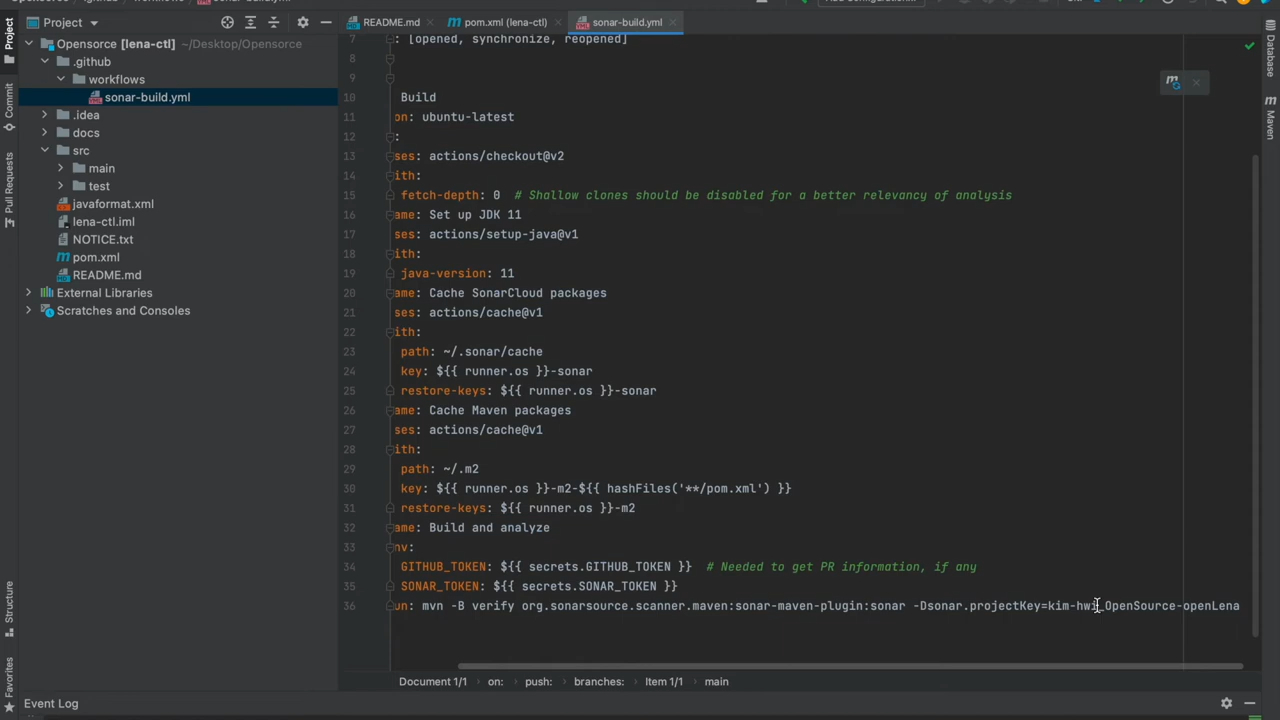 Project
README.md
pom.xml (lena-ctl)
sonar-build.yml
Opensorce [lena-ctl] ~/Desktop/Opensorce
.github
workflows
sonar-build.yml
.idea
docs
src
main
test
javaformat.xml
lena-ctl.iml
NOTICE.txt
pom.xml
README.md
External Libraries
Scratches and Consoles
Project
Commit
Pull Requests
Structure
Favorites
7 : [opened, synchronize, reopened]
8
9
10 Build
11 on: ubuntu-latest
12 :
13 ses: actions/checkout@v2
14 ith:
15 fetch-depth: 0 # Shallow clones should be disabled for a better relevancy of analysis
16 ame: Set up JDK 11
17 ses: actions/setup-java@v1
18 ith:
19 java-version: 11
20 ame: Cache SonarCloud packages
21 ses: actions/cache@v1
22 ith:
23 path: ~/.sonar/cache
24 key: ${{ runner.os }}-sonar
25 restore-keys: ${{ runner.os }}-sonar
26 ame: Cache Maven packages
27 ses: actions/cache@v1
28 ith:
29 path: ~/.m2
30 key: ${{ runner.os }}-m2-${{ hashFiles('**/pom.xml') }}
31 restore-keys: ${{ runner.os }}-m2
32 ame: Build and analyze
33 nv:
34 GITHUB_TOKEN: ${{ secrets.GITHUB_TOKEN }} # Needed to get PR information, if any
35 SONAR_TOKEN: ${{ secrets.SONAR_TOKEN }}
36 un: mvn -B verify org.sonarsource.scanner.maven:sonar-maven-plugin:sonar -Dsonar.projectKey=kim-hwi_OpenSource-openLena
Document 1/1 on: push: branches: Item 1/1 main
Event Log
Database
Maven